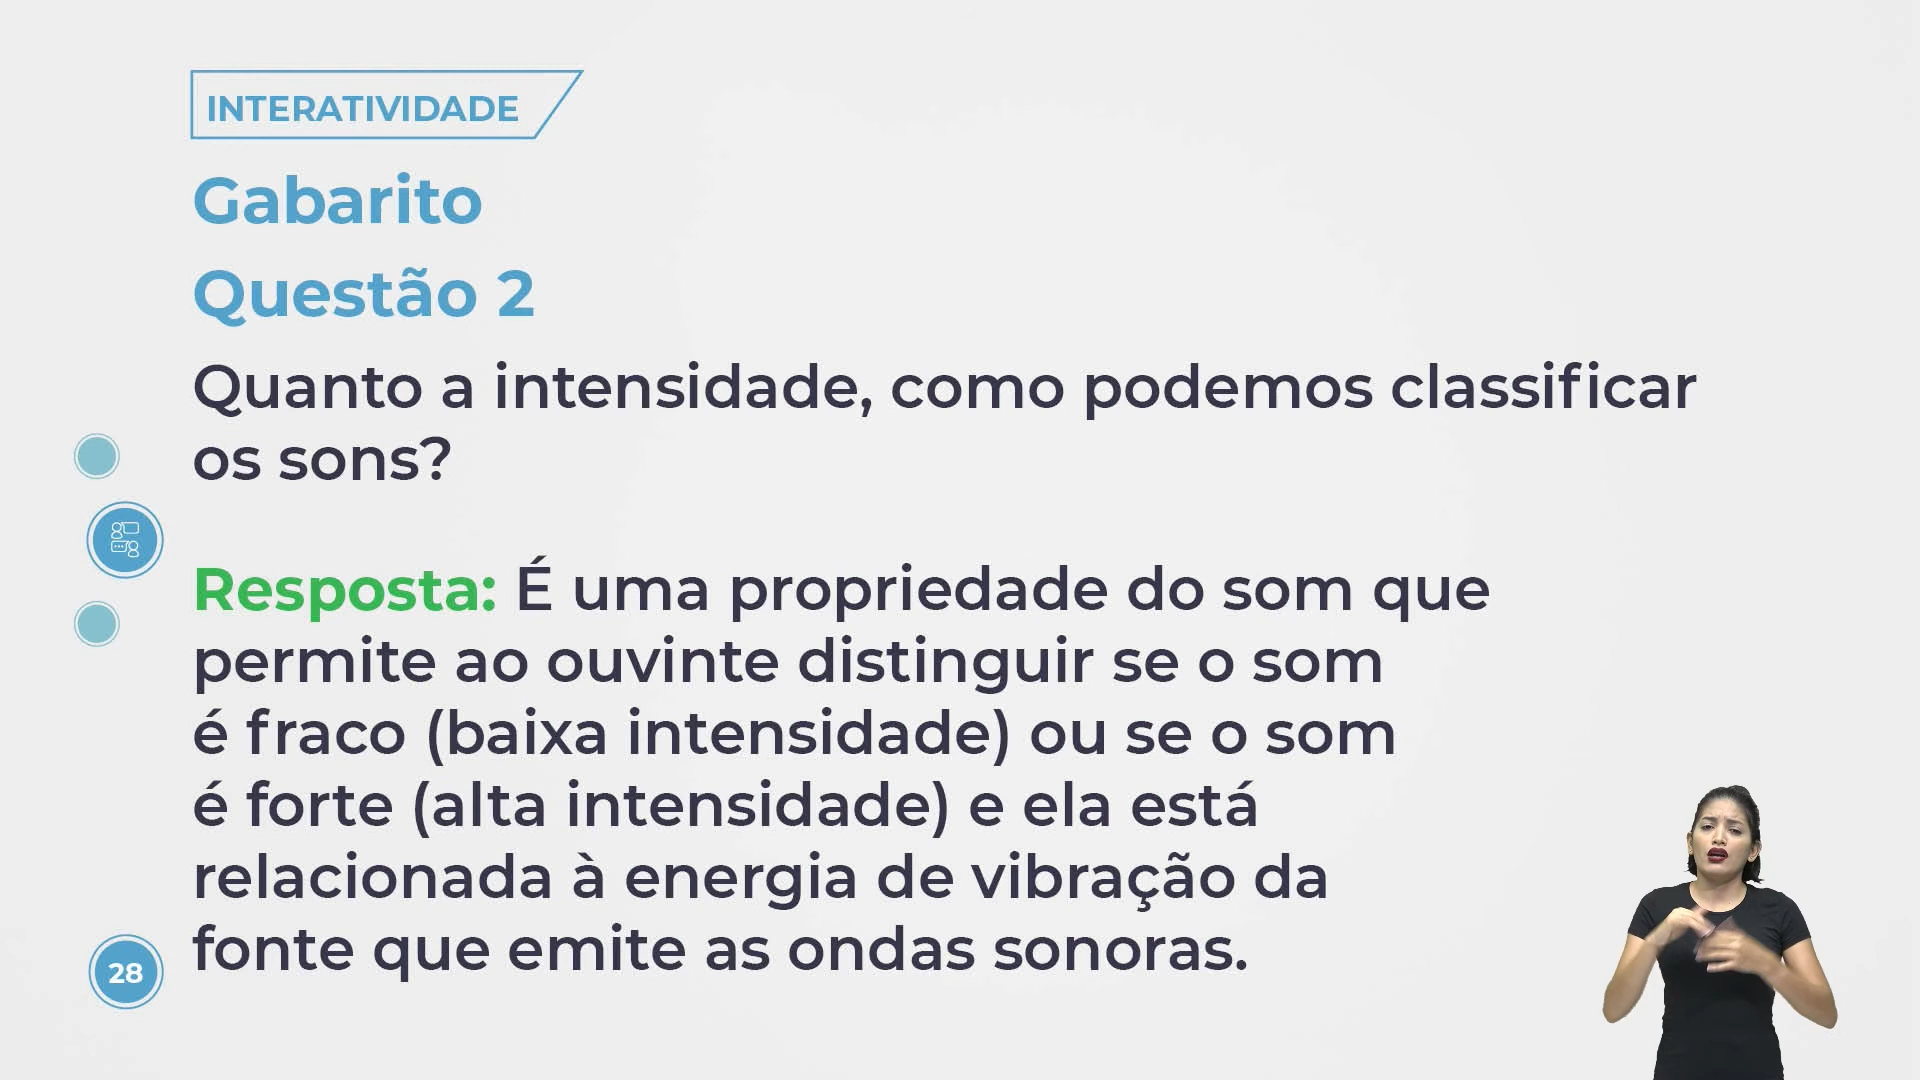 INTERATIVIDADE
Gabarito
Questão 2
Quanto a intensidade, como podemos classificar
os sons?
Resposta: É uma propriedade do som que
permite ao ouvinte distinguir se o som
é fraco (baixa intensidade) ou se o som
é forte (alta intensidade) e ela está
relacionada à energia de vibração da
fonte que emite as ondas sonoras.
28